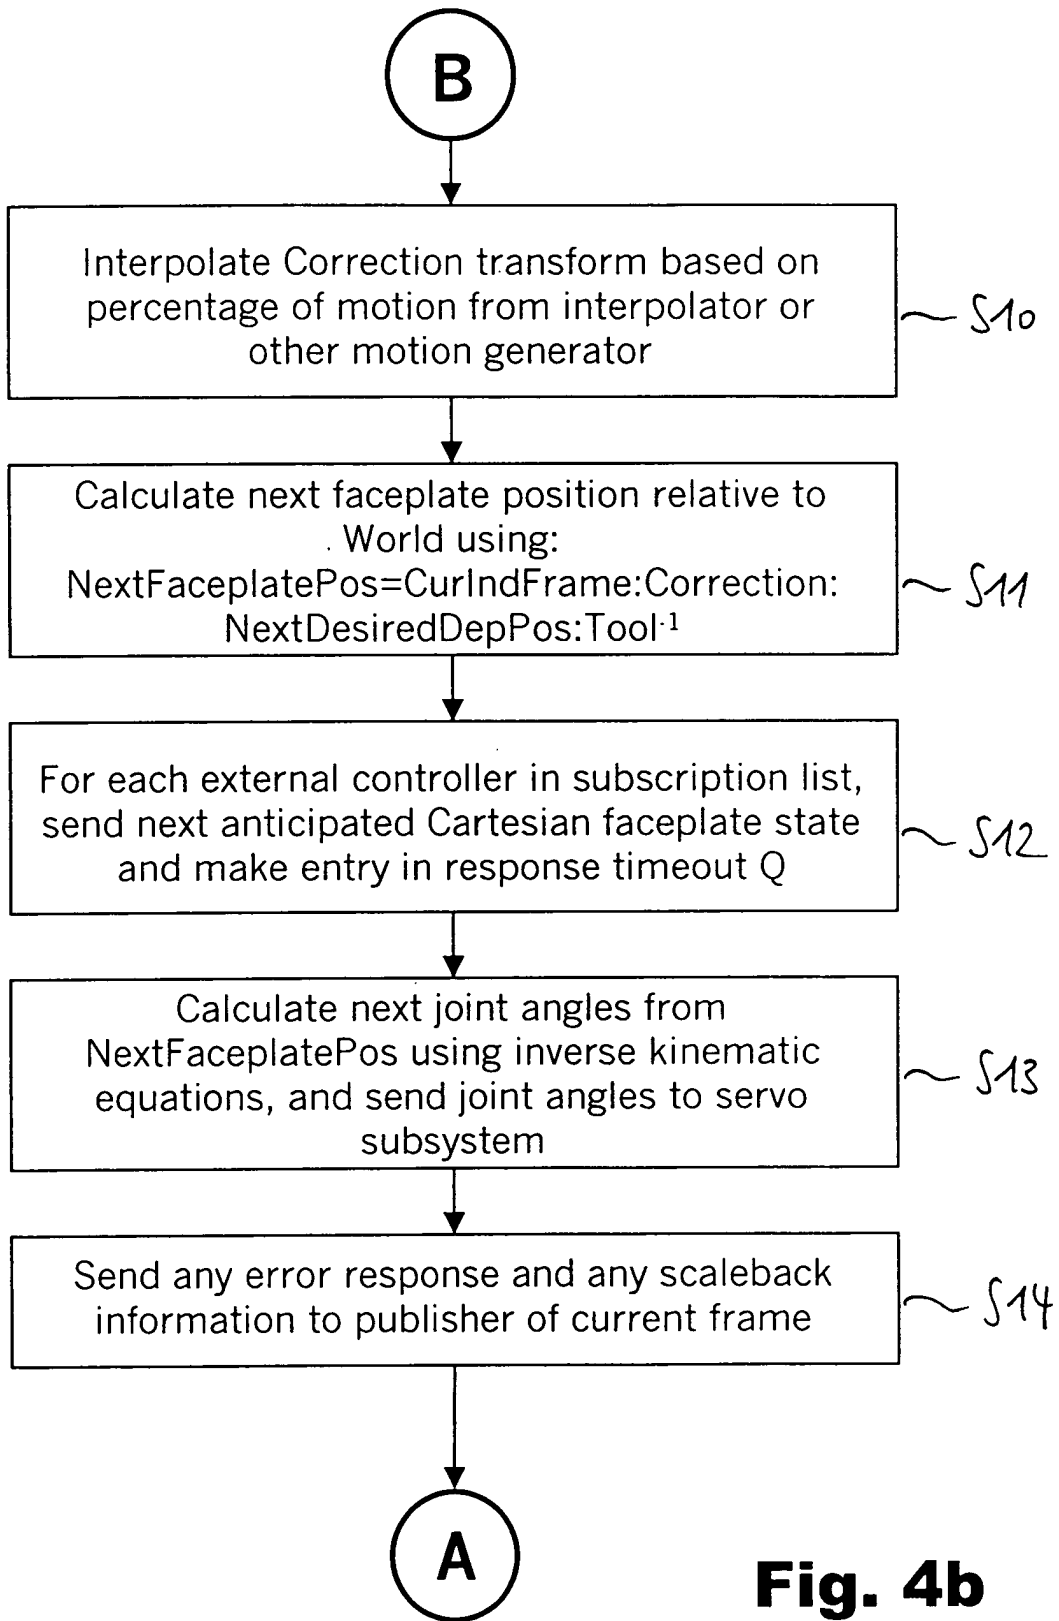 B
Interpolate Correction transform based on
percentage of motion from interpolator or
other motion generator
S10
Calculate next faceplate position relative to
World using:
NextFaceplatePos=CurIndFrame:Correction:
NextDesiredDepPos:Tool⁻¹
S11
For each external controller in subscription list,
send next anticipated Cartesian faceplate state
and make entry in response timeout Q
S12
Calculate next joint angles from
NextFaceplatePos using inverse kinematic
equations, and send joint angles to servo
subsystem
S13
Send any error response and any scaleback
information to publisher of current frame
S14
A
Fig. 4b